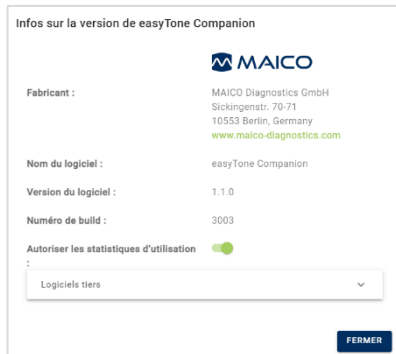 Infos sur la version de easyTone Companion
MAICO
Fabricant :
MAICO Diagnostics GmbH
Sickingenstr. 70-71
10553 Berlin, Germany
www.maico-diagnostics.com
Nom du logiciel :
easyTone Companion
Version du logiciel :
1.1.0
Numéro de build :
3003
Autoriser les statistiques d'utilisation
:
Logiciels tiers
FERMER